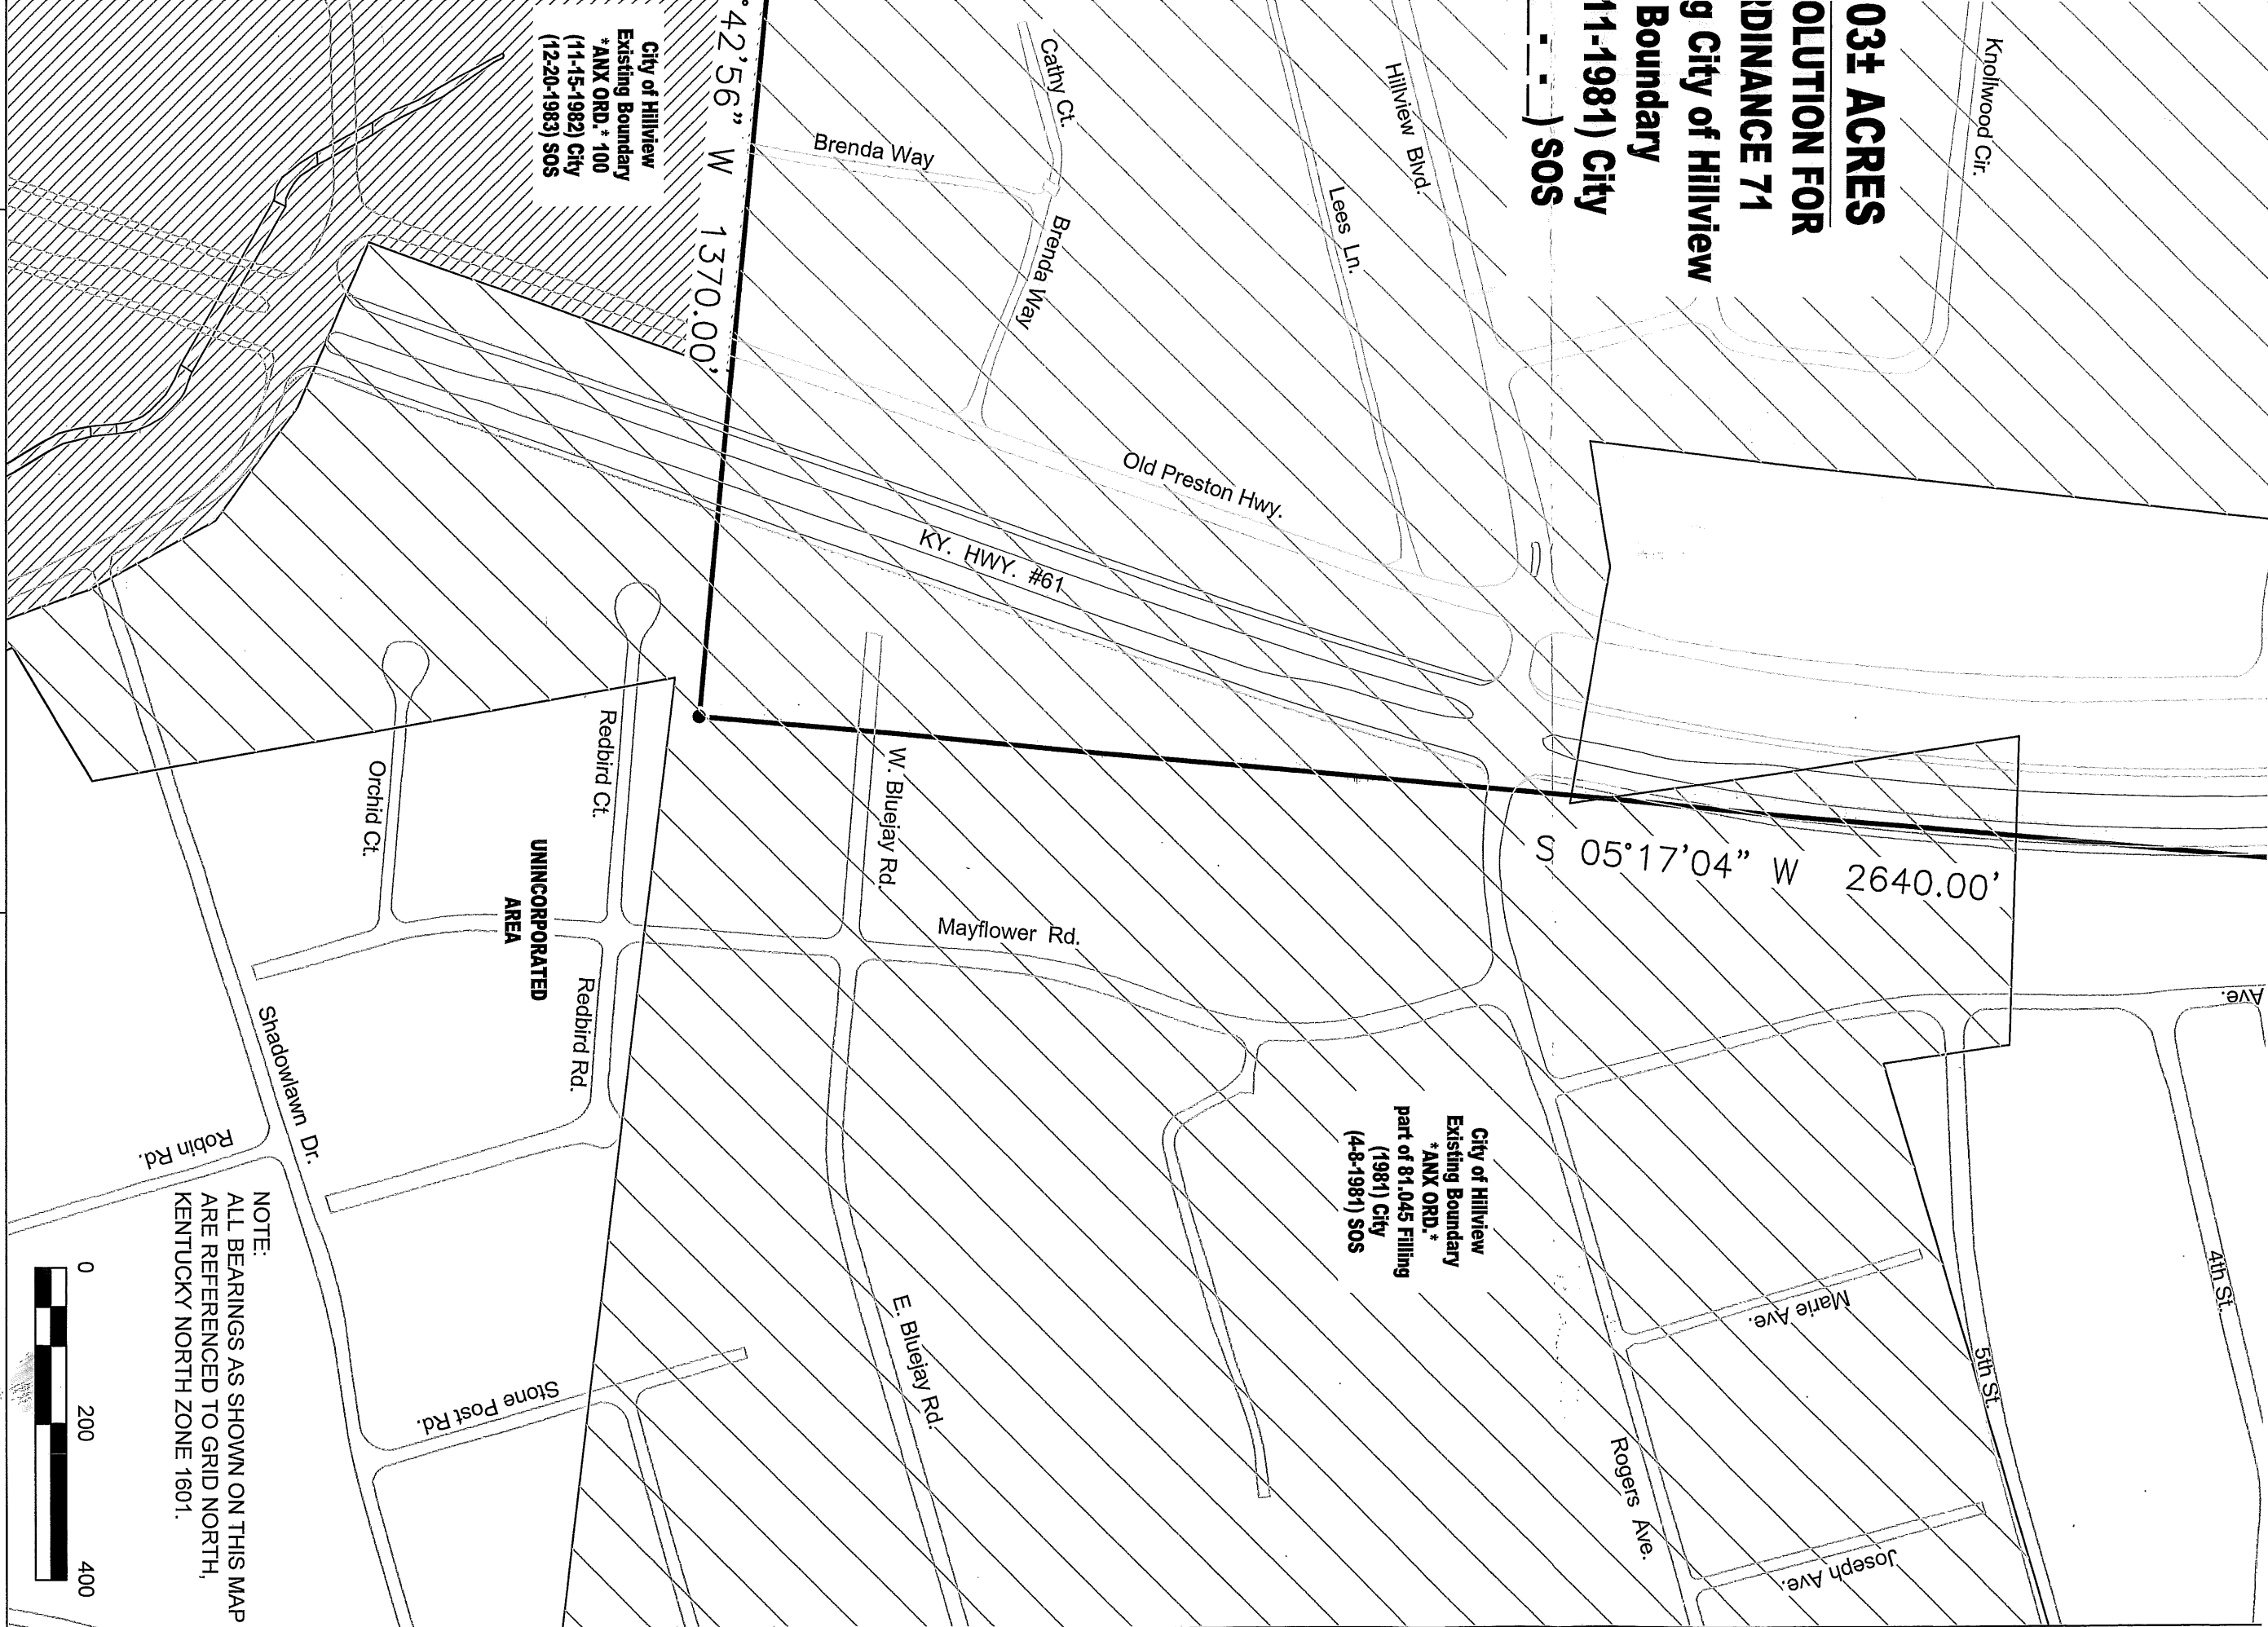 03± ACRES
OLUTION FOR
RDINANCE 71
g City of Hillview
Boundary
11-1981) City
_ . _ . __) SOS
Knolwood Cir.
Hillview Blvd.
Lees Ln.
Cathy Ct.
Brenda Way
Brenda Way
°42'56" W 1370.00'
City of Hillview
Existing Boundary
*ANX ORD.* 100
(11-15-1982) City
(12-20-1983) SOS
Old Preston Hwy.
KY. HWY. #61
S 05°17'04" W 2640.00'
W. Bluejay Rd.
Redbird Ct.
Orchid Ct.
UNINCORPORATED
AREA
Mayflower Rd.
Redbird Rd.
Shadowlawn Dr.
Robin Rd.
Ave.
City of Hillview
Existing Boundary
*ANX ORD.*
part of 81.045 Filling
(1981) City
(4-8-1981) SOS
4th St.
5th St.
Marie Ave.
Joseph Ave.
Rogers Ave.
E. Bluejay Rd.
Stone Post Rd.
NOTE:
ALL BEARINGS AS SHOWN ON THIS MAP
ARE REFERENCED TO GRID NORTH,
KENTUCKY NORTH ZONE 1601.
0 200 400